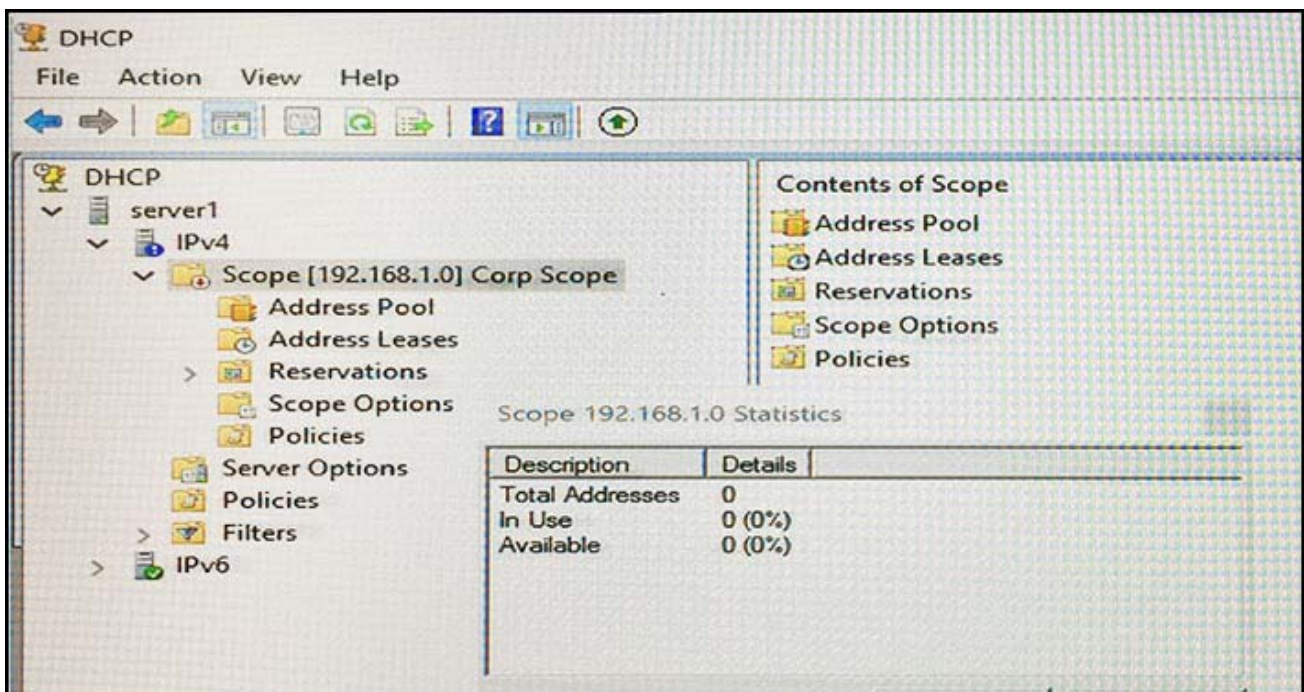 DHCP
File Action View Help
DHCP
server1
IPv4
Scope [192.168.1.0] Corp Scope
Address Pool
Address Leases
Reservations
Scope Options
Policies
Server Options
Policies
Filters
IPv6
Contents of Scope
Address Pool
Address Leases
Reservations
Scope Options
Policies
Scope 192.168.1.0 Statistics
Description Details
Total Addresses 0
In Use 0 (0%)
Available 0 (0%)